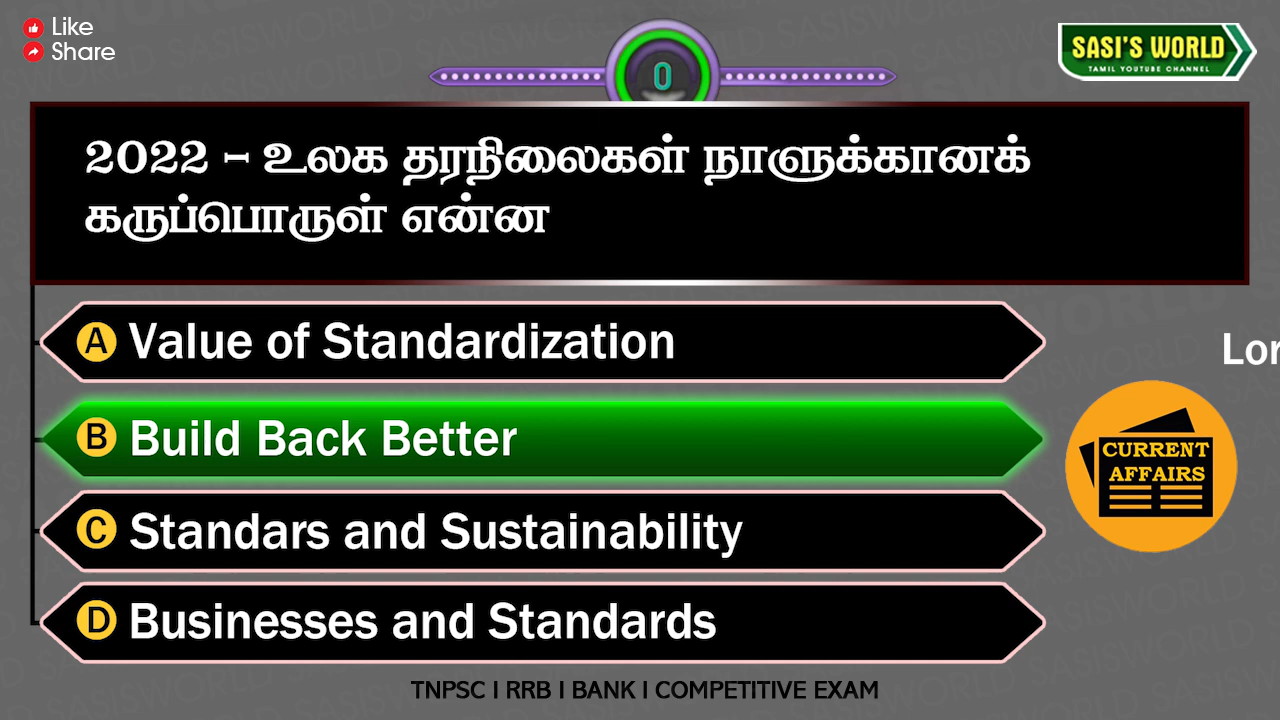 Like
Share
0
SASI'S WORLD
TAMIL YOUTUBE CHANNEL
2022 – உலக தரநிலைகள் நாளுக்கானக்
கருப்பொருள் என்ன
A Value of Standardization
Lor
B Build Back Better
CURRENT
AFFAIRS
C Standars and Sustainability
D Businesses and Standards
TNPSC I RRB I BANK I COMPETITIVE EXAM